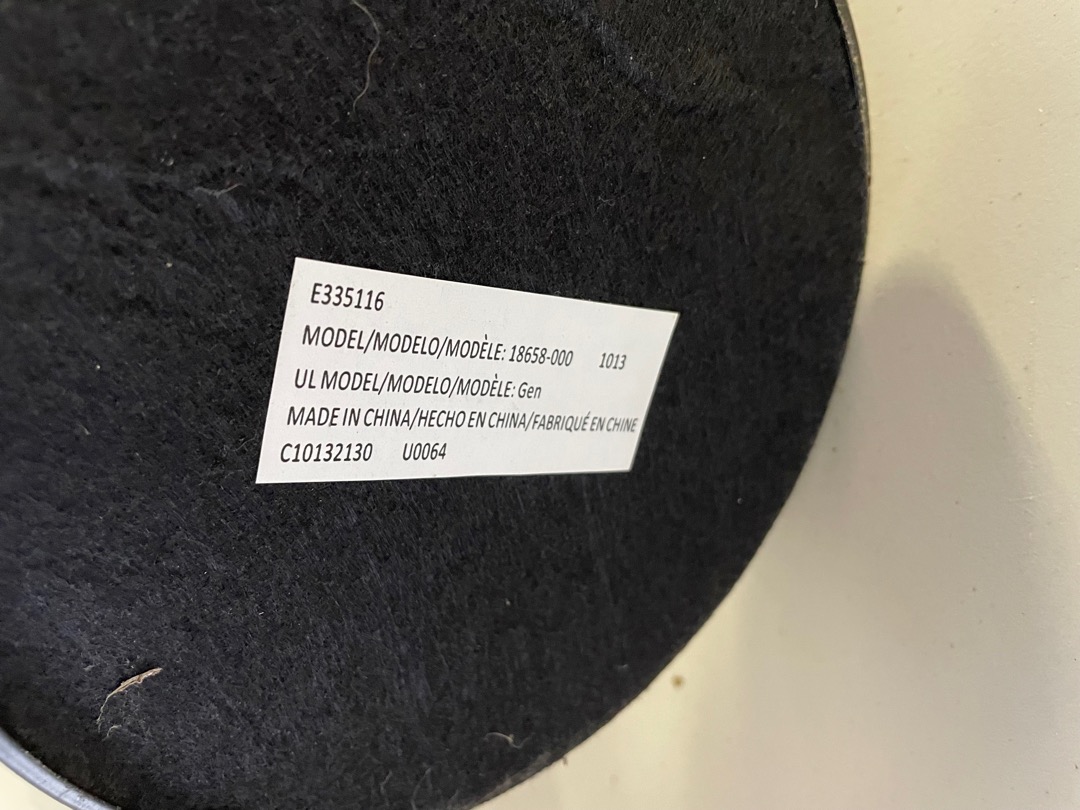 E335116
MODEL/MODELO/MODÈLE: 18658-000 1013
UL MODEL/MODELO/MODÈLE: Gen
MADE IN CHINA/HECHO EN CHINA/FABRIQUÉ EN CHINE
C10132130 U0064